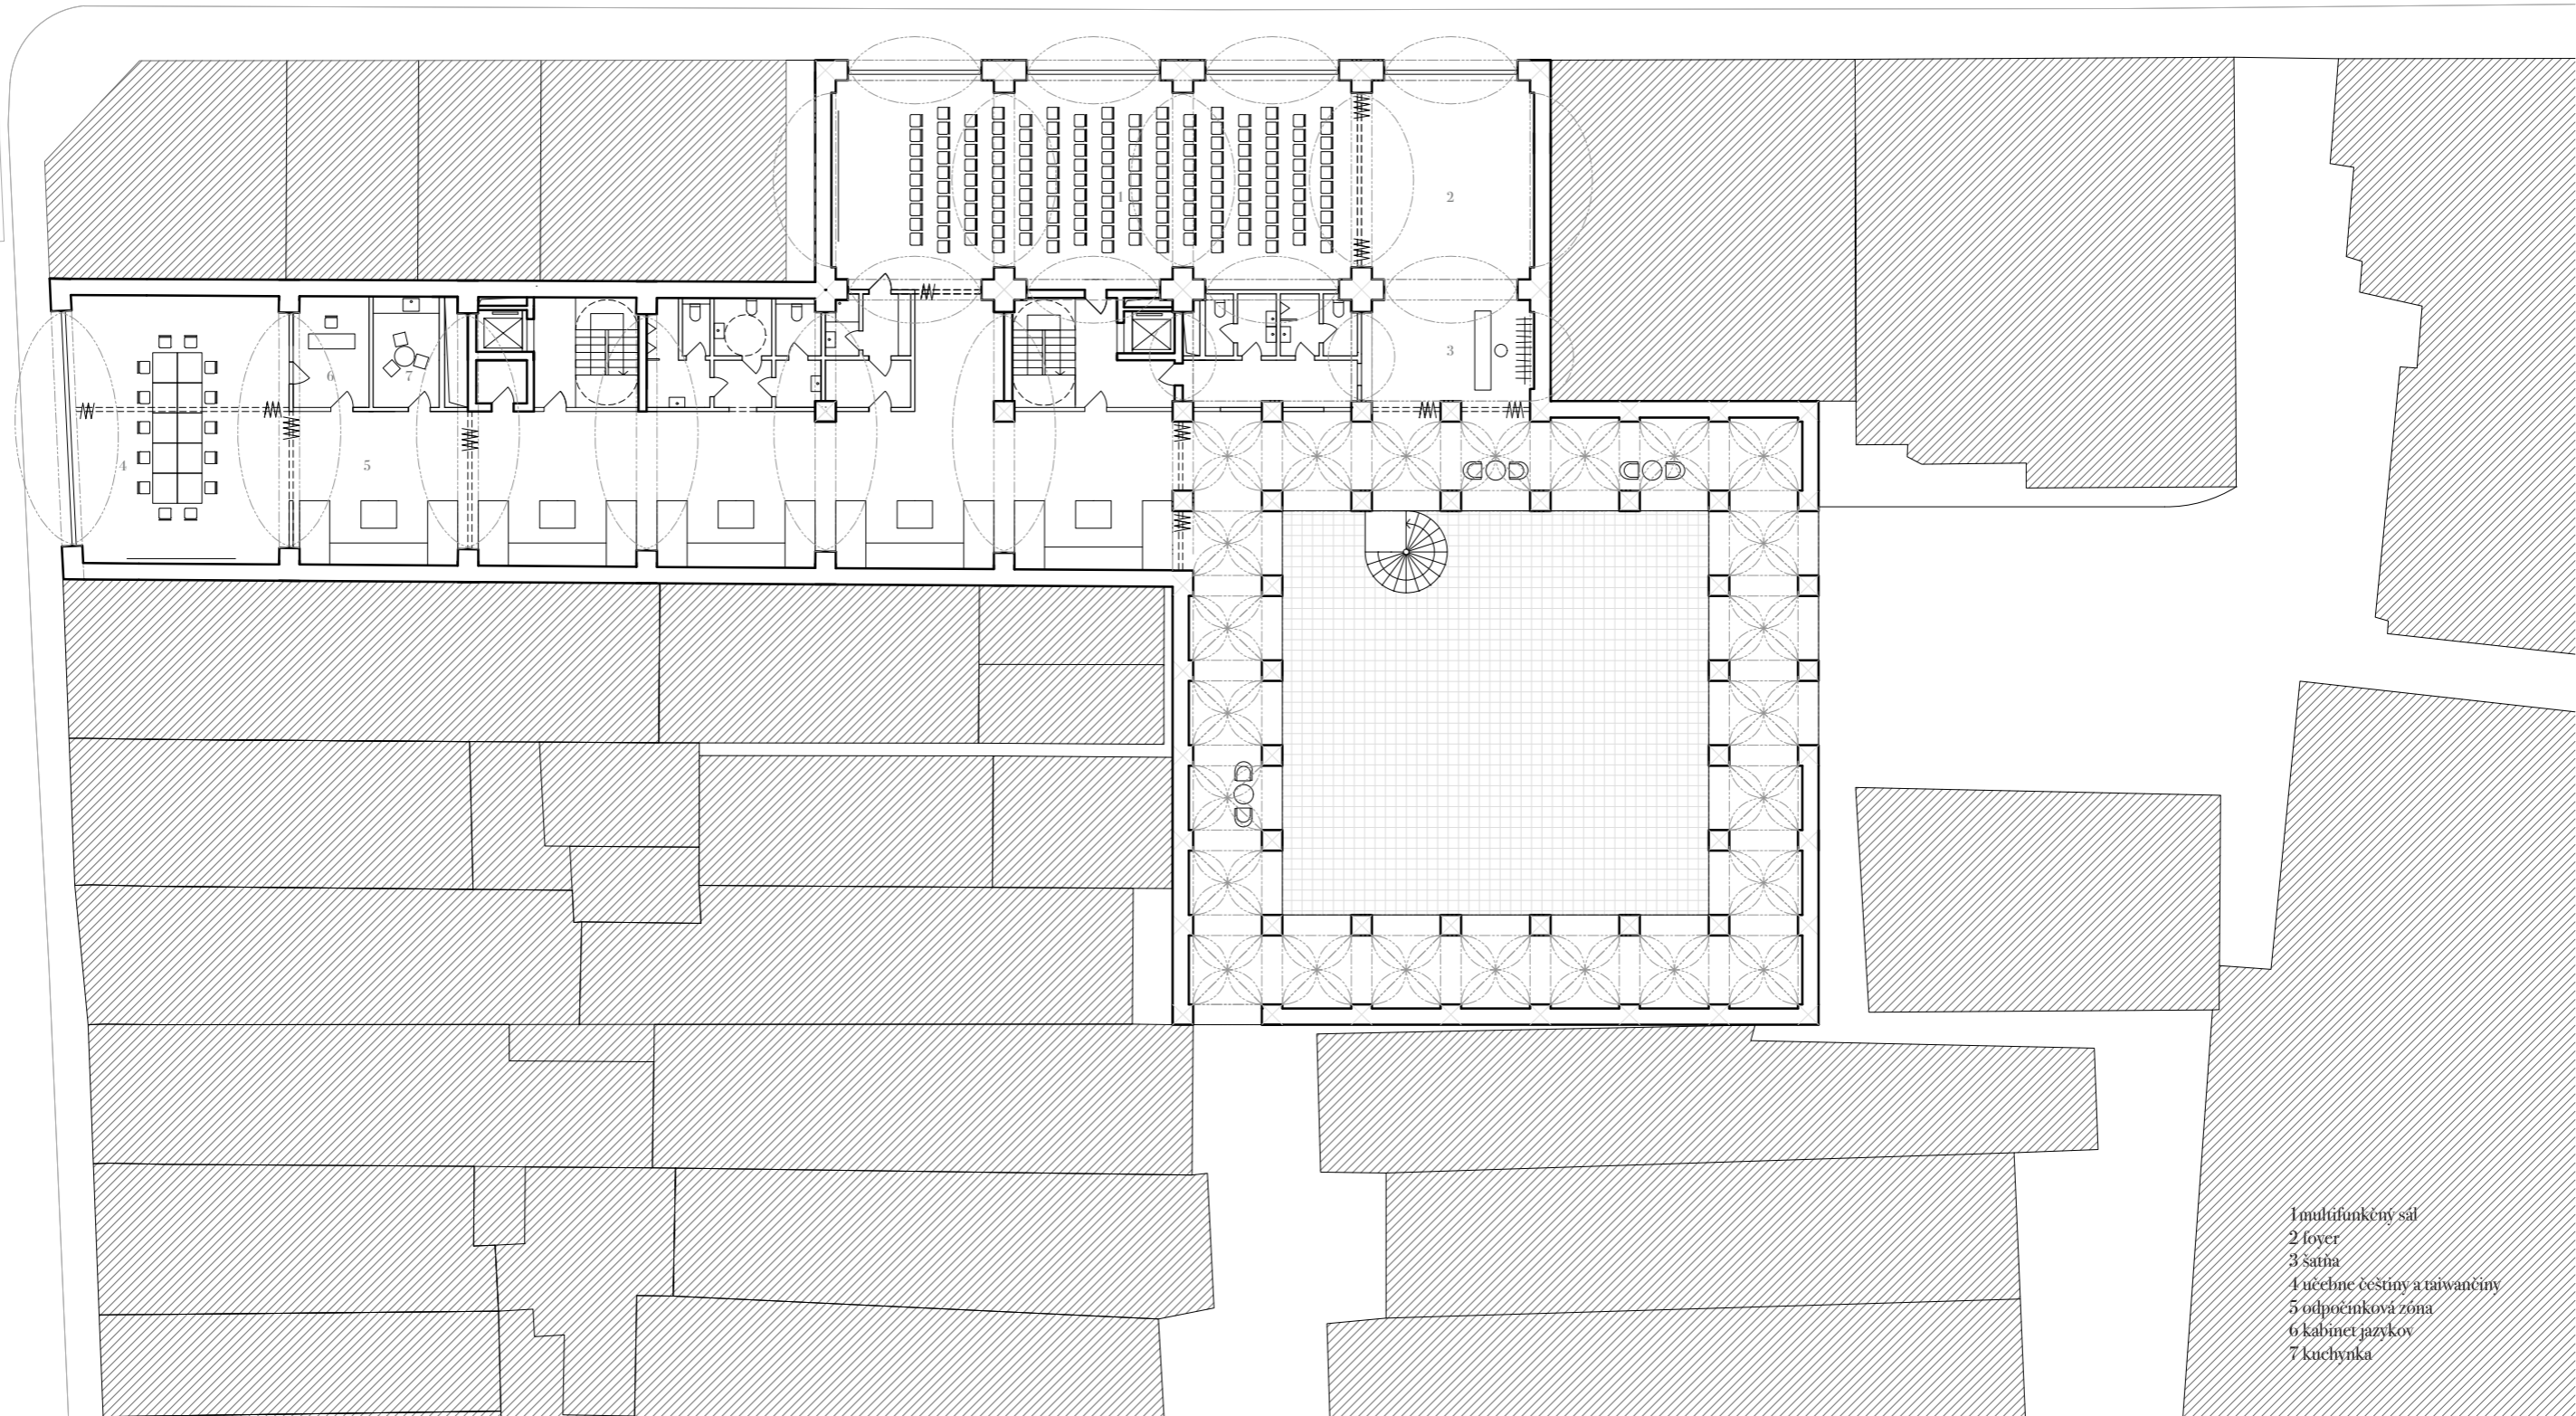 1
2
3
6
7
4
5
1 multifunkčný sál
2 foyer
3 šatňa
4 učebne češtiny a taiwančiny
5 odpočinková zóna
6 kabinet jazykov
7 kuchynka